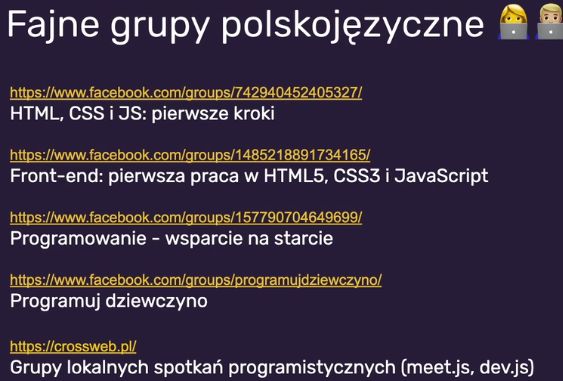 Fajne grupy polskojęzyczne 👩‍💻👨🏼‍💻
https://www.facebook.com/groups/742940452405327/
HTML, CSS i JS: pierwsze kroki
https://www.facebook.com/groups/1485218891734165/
Front-end: pierwsza praca w HTML5, CSS3 i JavaScript
https://www.facebook.com/groups/157790704649699/
Programowanie - wsparcie na starcie
https://www.facebook.com/groups/programujdziewczyno/
Programuj dziewczyno
https://crossweb.pl/
Grupy lokalnych spotkań programistycznych (meet.js, dev.js)